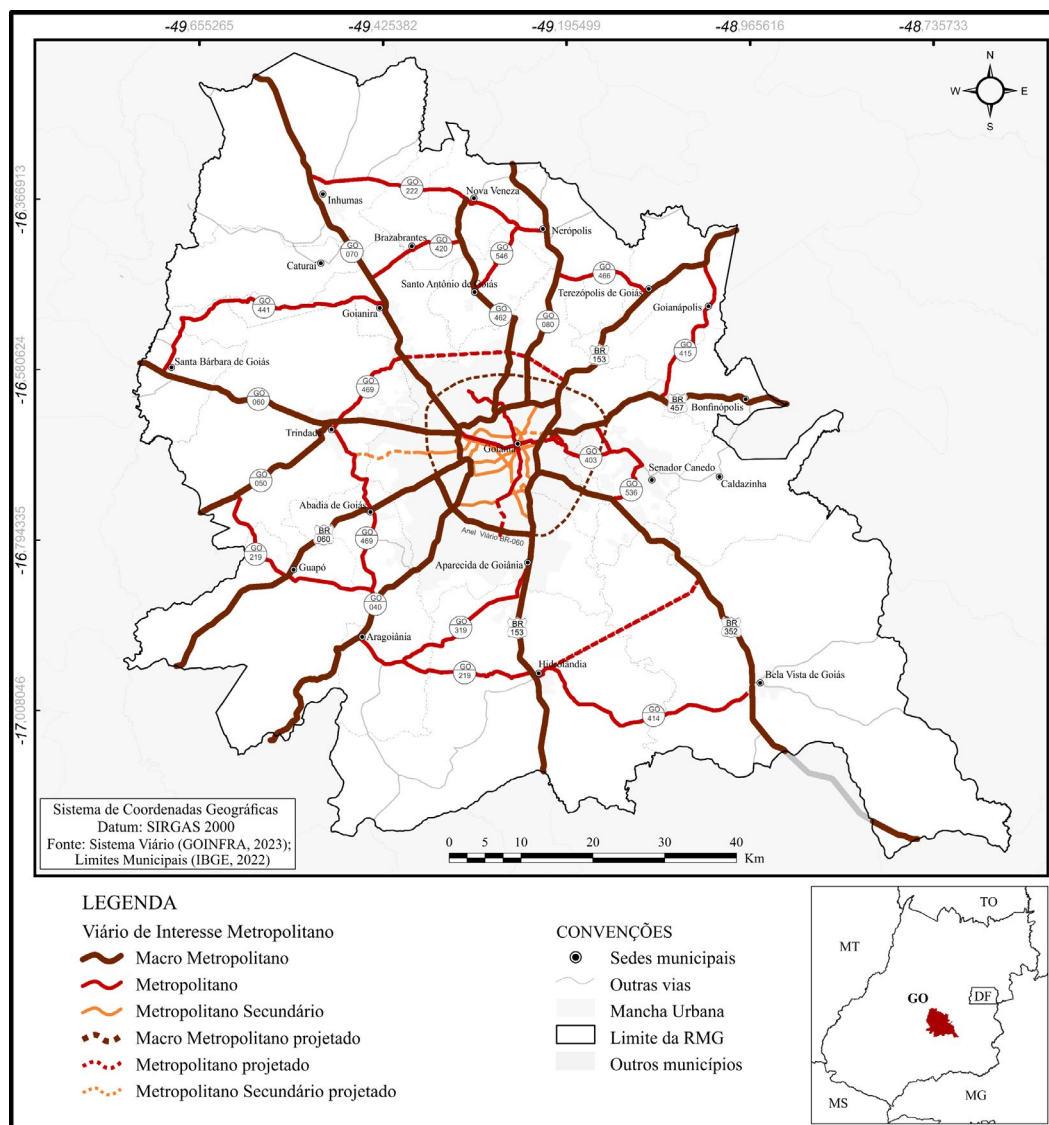 -49.655265
-49.425382
-49.195499
-48.965616
-48.735733
N
W
E
S
-16.366913
-16.580624
-16.794335
-17.008046
GO
222
Nova Veneza
Inhumas
Nerópolis
Brazabrantes
GO
420
GO
546
GO
070
Caturaí
GO
466
Santo Antônio de Goiás
Terezópolis de Goiás
Goianápolis
GO
441
Goianira
GO
462
GO
080
GO
415
BR
153
Santa Bárbara de Goiás
GO
469
GO
060
BR
457
Bonfinópolis
Trindade
Goiânia
GO
403
Senador Canedo
Caldazinha
GO
050
GO
536
Abadia de Goiás
BR
060
GO
469
Anel Viário BR-060
GO
219
Guapó
Aparecida de Goiânia
GO
040
GO
319
BR
153
BR
352
Aragoiânia
GO
219
Hidrolândia
Bela Vista de Goiás
GO
414
Sistema de Coordenadas Geográficas
Datum: SIRGAS 2000
Fonte: Sistema Viário (GOINFRA, 2023);
Limites Municipais (IBGE, 2022)
0 5 10 20 30 40
Km
LEGENDA
Viário de Interesse Metropolitano
Macro Metropolitano
Metropolitano
Metropolitano Secundário
Macro Metropolitano projetado
Metropolitano projetado
Metropolitano Secundário projetado
CONVENÇÕES
Sedes municipais
Outras vias
Mancha Urbana
Limite da RMG
Outros municípios
TO
MT
GO
DF
MG
MS